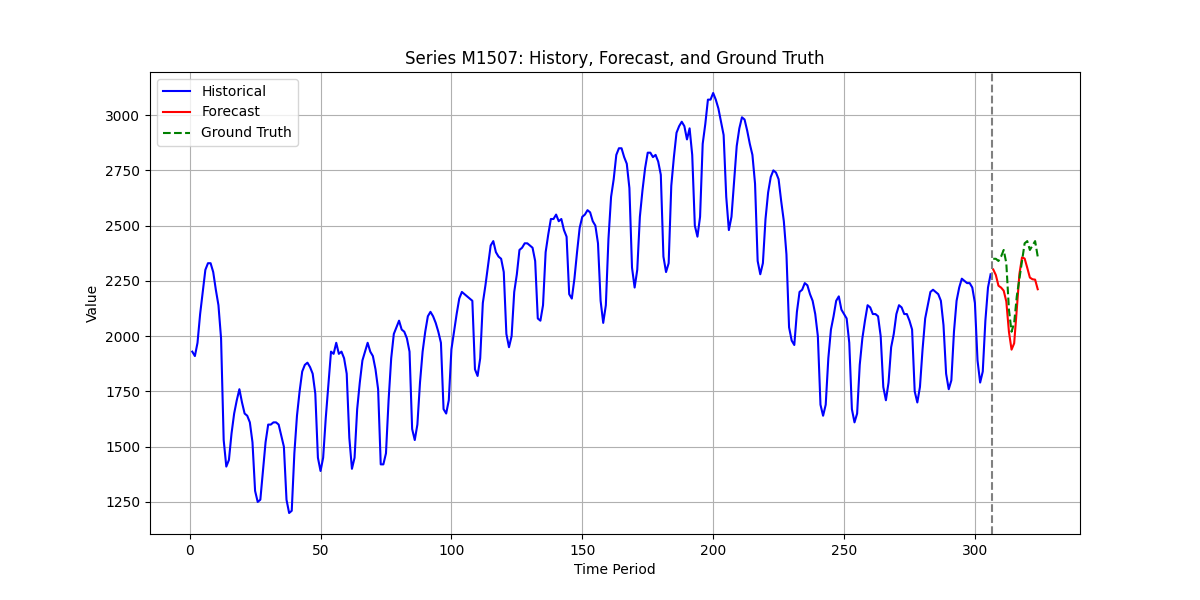 Series M1507: History, Forecast, and Ground Truth
Historical
Forecast
Ground Truth
Value
3000
2750
2500
2250
2000
1750
1500
1250
0
50
100
150
200
250
300
Time Period